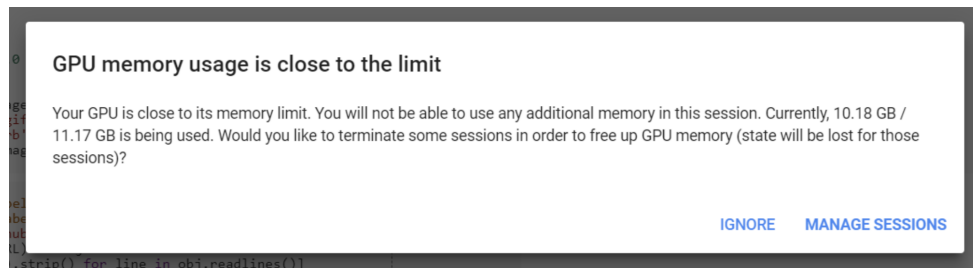 GPU memory usage is close to the limit
Your GPU is close to its memory limit. You will not be able to use any additional memory in this session. Currently, 10.18 GB /
11.17 GB is being used. Would you like to terminate some sessions in order to free up GPU memory (state will be lost for those
sessions)?
IGNORE MANAGE SESSIONS
.strip() for line in obj.readlines()]